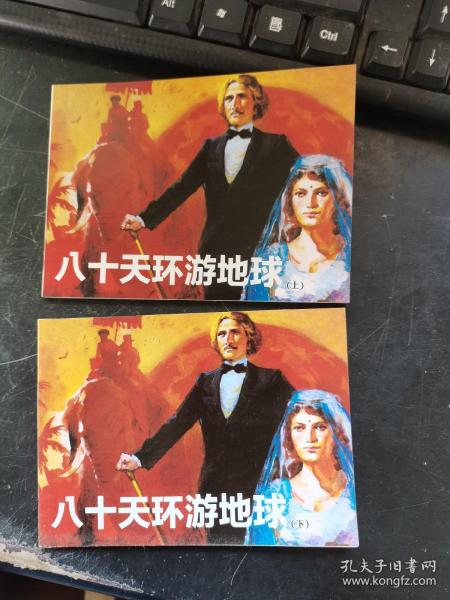 Alt
Ctrl
八十天环游地球
(上)
八十天环游地球
(下)
孔夫子旧书网
www.kongfz.com